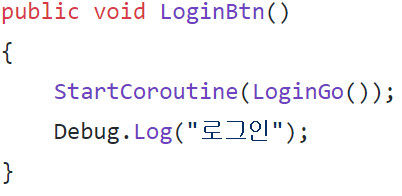 public void LoginBtn()
{
    StartCoroutine(LoginGo());
    Debug.Log("로그인");
}